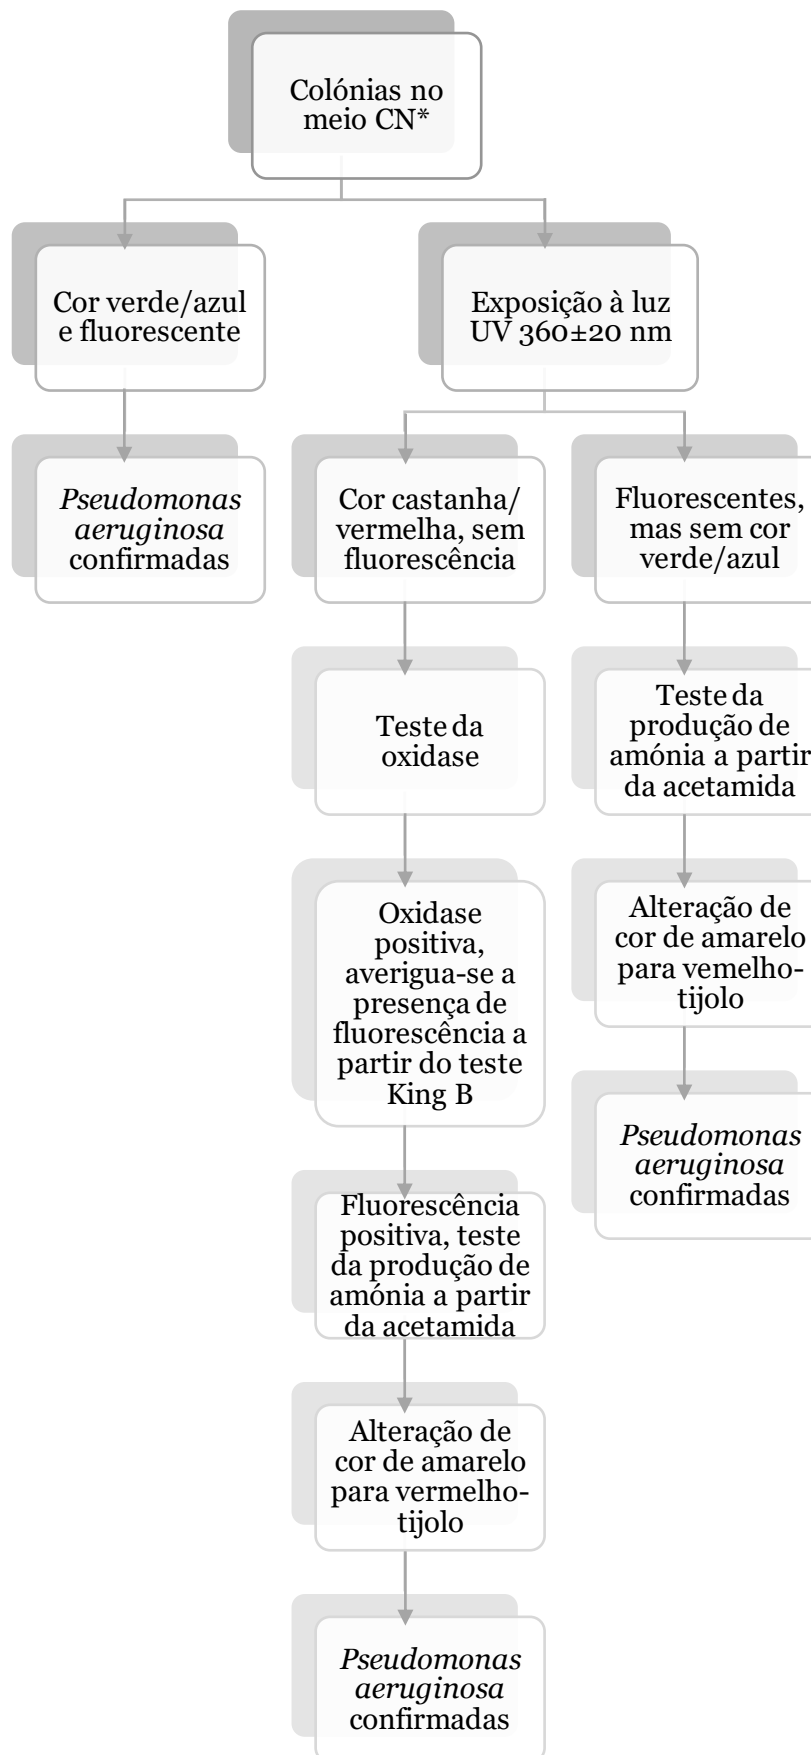 Colónias no
meio CN*
Cor verde/azul
e fluorescente
Exposição à luz
UV 360±20 nm
Pseudomonas
aeruginosa
confirmadas
Cor castanha/
vermelha, sem
fluorescência
Fluorescentes,
mas sem cor
verde/azul
Teste da
oxidase
Teste da
produção de
amónia a partir
da acetamida
Oxidase
positiva,
averigua-se a
presença de
fluorescência a
partir do teste
King B
Alteração de
cor de amarelo
para vemelho-
tijolo
Pseudomonas
aeruginosa
confirmadas
Fluorescência
positiva, teste
da produção de
amónia a partir
da acetamida
Alteração de
cor de amarelo
para vermelho-
tijolo
Pseudomonas
aeruginosa
confirmadas